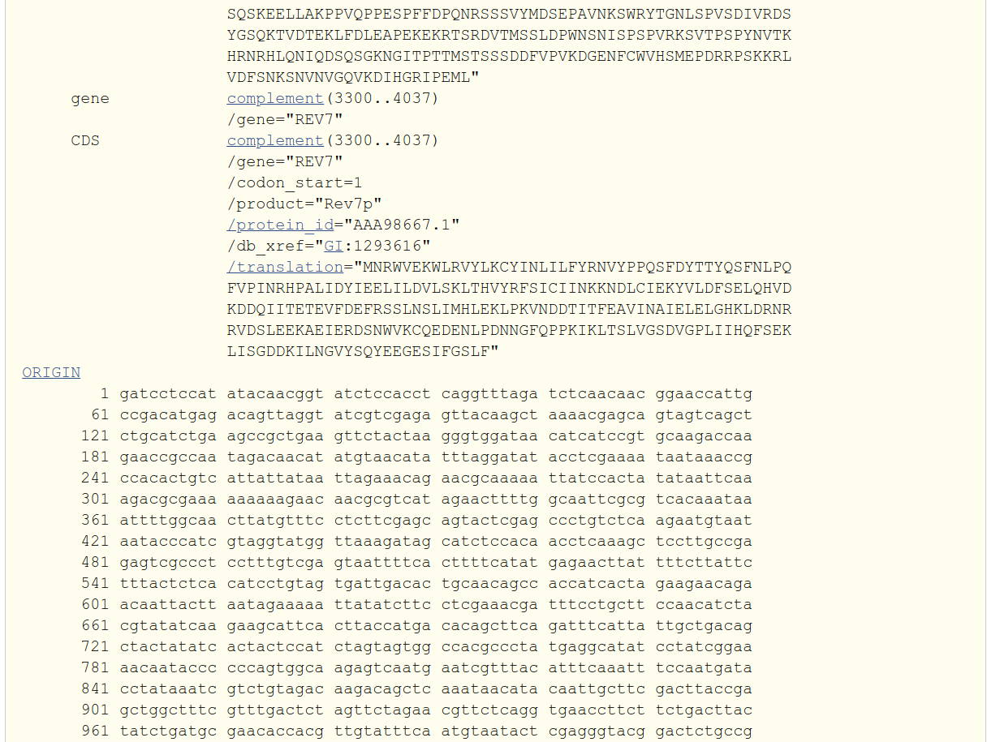 SQSKEELLAKPPVQPPESPFFDPQNRSSSVYMDSEPAVNKSWRYTGNLSPVSDIVRDS
YGSQKTVDTEKLFDLEAPEKEKRTSRDVTMSSLDPWNSNISPSPVRKSVTPSPYNVTK
HRNRHLQNIQDSQSGKNGITPTTMSTSSSDDFVPVKDGENFCWVHSMEPDRRPSKKRL
VDFSNKSNVNVGQVKDIHGRIPEML"
gene complement(3300..4037)
/gene="REV7"
CDS complement(3300..4037)
/gene="REV7"
/codon_start=1
/product="Rev7p"
/protein_id="AAA98667.1"
/db_xref="GI:1293616"
/translation="MNRWVEKWLRVYLKCYINLILFYRNVYPPQSFDYTTYQSFNLPQ
FVPINRHPALIDYIEELILDVLSKLTHVYRFSICIINKKNDLCIEKYVLDFSELQHVD
KDDQIITETEVFDEFRSSLNSLIMHLEKLPKVNDDTITFEAVINAIELELGHKLDRNR
RVDSLEEKAEIERDSNWVKCQEDENLPDNNGFQPPKIKLTSLVGSDVGPLIIHQFSEK
LISGDDKILNGVYSQYEEGESIFGSLF"
ORIGIN
1 gatcctccat atacaacggt atctccacct caggtttaga tctcaacaac ggaaccattg
61 ccgacatgag acagttaggt atcgtcgaga gttacaagct aaaacgagca gtagtcagct
121 ctgcatctga agccgctgaa gttctactaa gggtggataa catcatccgt gcaagaccaa
181 gaaccgccaa tagacaacat atgtaacata tttaggatat acctcgaaaa taataaaccg
241 ccacactgtc attattataa ttagaaacag aacgcaaaaa ttatccacta tataattcaa
301 agacgcgaaa aaaaaagaac aacgcgtcat agaacttttg gcaattcgcg tcacaaataa
361 attttggcaa cttatgtttc ctcttcgagc agtactcgag ccctgtctca agaatgtaat
421 aatacccatc gtaggtatgg ttaaagatag catctccaca acctcaaagc tccttgccga
481 gagtcgccct cctttgtcga gtaattttca cttttcatat gagaacttat tttcttattc
541 tttactctca catcctgtag tgattgacac tgcaacagcc accatcacta gaagaacaga
601 acaattactt aatagaaaaa ttatatcttc ctcgaaacga tttcctgctt ccaacatcta
661 cgtatatcaa gaagcattca cttaccatga cacagcttca gatttcatta ttgctgacag
721 ctactatatc actactccat ctagtagtgg ccacgcccta tgaggcatat cctatcggaa
781 aacaataccc cccagtggca agagtcaatg aatcgtttac atttcaaatt tccaatgata
841 cctataaatc gtctgtagac aagacagctc aaataacata caattgcttc gacttaccga
901 gctggctttc gtttgactct agttctagaa cgttctcagg tgaaccttct tctgacttac
961 tatctgatgc gaacaccacg ttgtatttca atgtaatact cgagggtacg gactctgccg